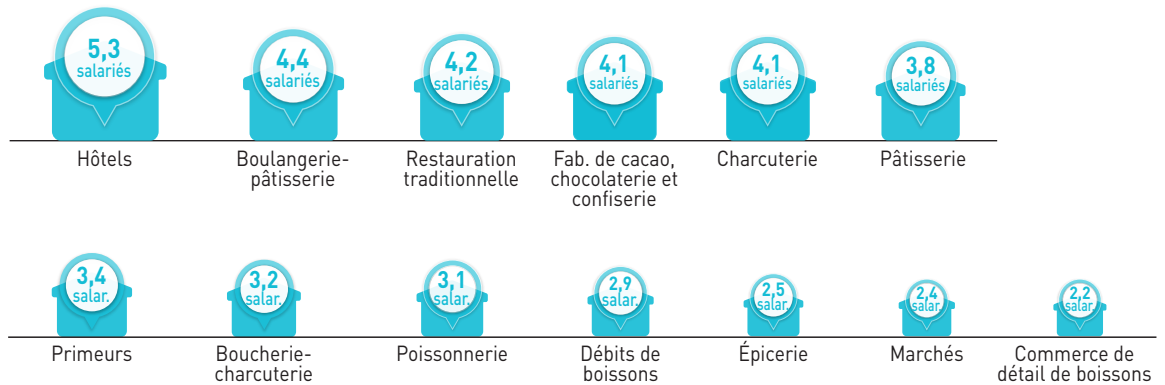 5,3
salariés
4,4
salariés
4,2
salariés
4,1
salariés
4,1
salariés
3,8
salariés
Hôtels
Boulangerie-
pâtisserie
Restauration
traditionnelle
Fab. de cacao,
chocolaterie et
confiserie
Charcuterie
Pâtisserie
3,4
salar.
3,2
salar.
3,1
salar.
2,9
salar.
2,5
salar.
2,4
salar.
2,2
salar.
Primeurs
Boucherie-
charcuterie
Poissonnerie
Débits de
boissons
Épicerie
Marchés
Commerce de
détail de boissons